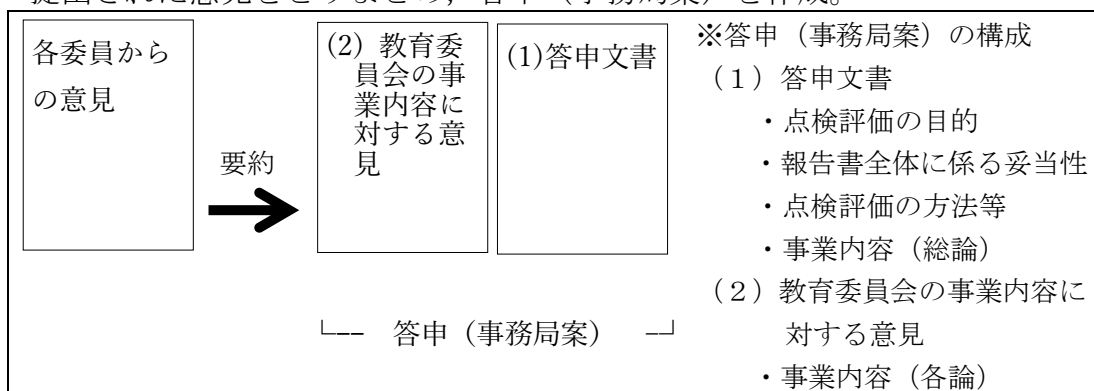 提出された意見をとりまとめ，答申（事務局案）を作成。
各委員から
の意見
要約
(2) 教育委
員会の事
業内容に
対する意
見
(1)答申文書
└-- 答申（事務局案） --┘
※答申（事務局案）の構成
（１）答申文書
・点検評価の目的
・報告書全体に係る妥当性
・点検評価の方法等
・事業内容（総論）
（２）教育委員会の事業内容に
対する意見
・事業内容（各論）